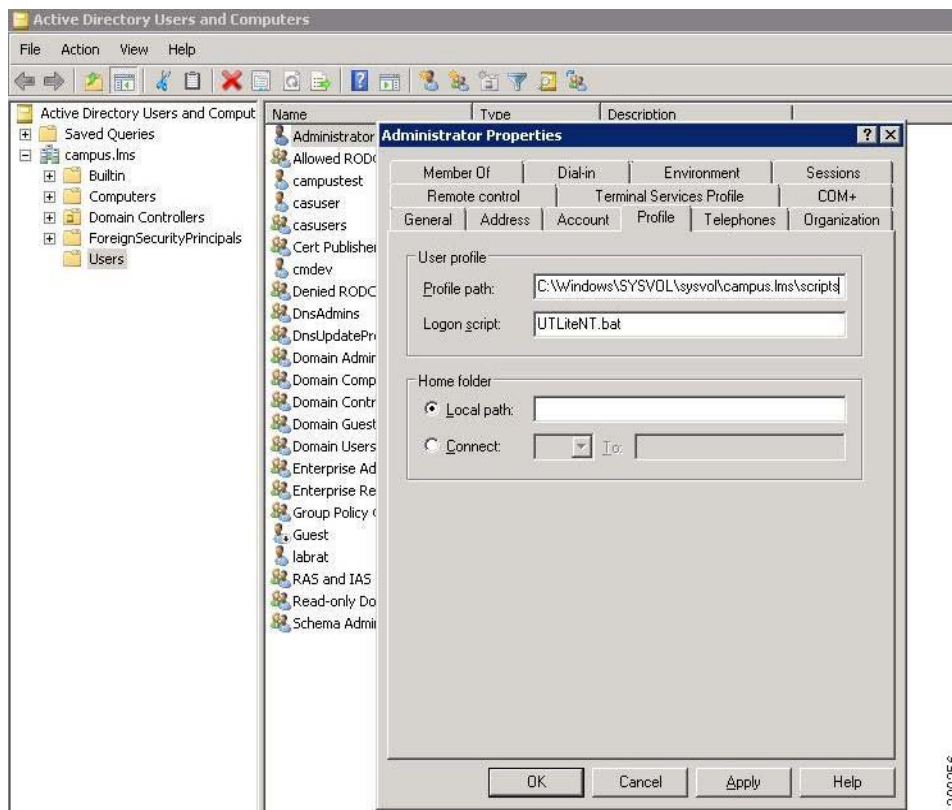 Active Directory Users and Computers
File Action View Help
Active Directory Users and Comput
Saved Queries
campus.lms
Builtin
Computers
Domain Controllers
ForeignSecurityPrincipals
Users
Name Type Description
Administrator
Allowed RODC
campustest
casuser
casusers
Cert Publisher
cmdev
Denied RODC
DnsAdmins
DnsUpdatePr
Domain Admin
Domain Comp
Domain Contr
Domain Guest
Domain Users
Enterprise Ad
Enterprise Re
Group Policy
Guest
labrat
RAS and IAS
Read-only Do
Schema Admi
Administrator Properties
Member Of Dial-in Environment Sessions
Remote control Terminal Services Profile COM+
General Address Account Profile Telephones Organization
User profile
Profile path: C:\Windows\SYSVOL\sysvol\campus.lms\scripts
Logon script: UTLiteNT.bat
Home folder
Local path:
Connect: To:
OK Cancel Apply Help